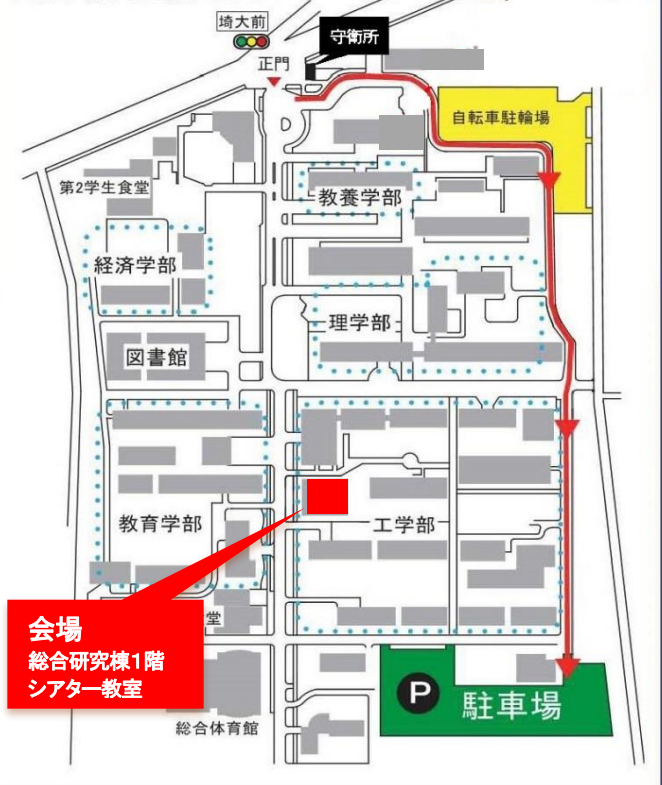 埼大前
守衛所
正門
自転車駐輪場
第2学生食堂
教養学部
経済学部
理学部
図書館
教育学部
工学部
会場
総合研究棟1階
シアター教室
堂
P
駐車場
総合体育館